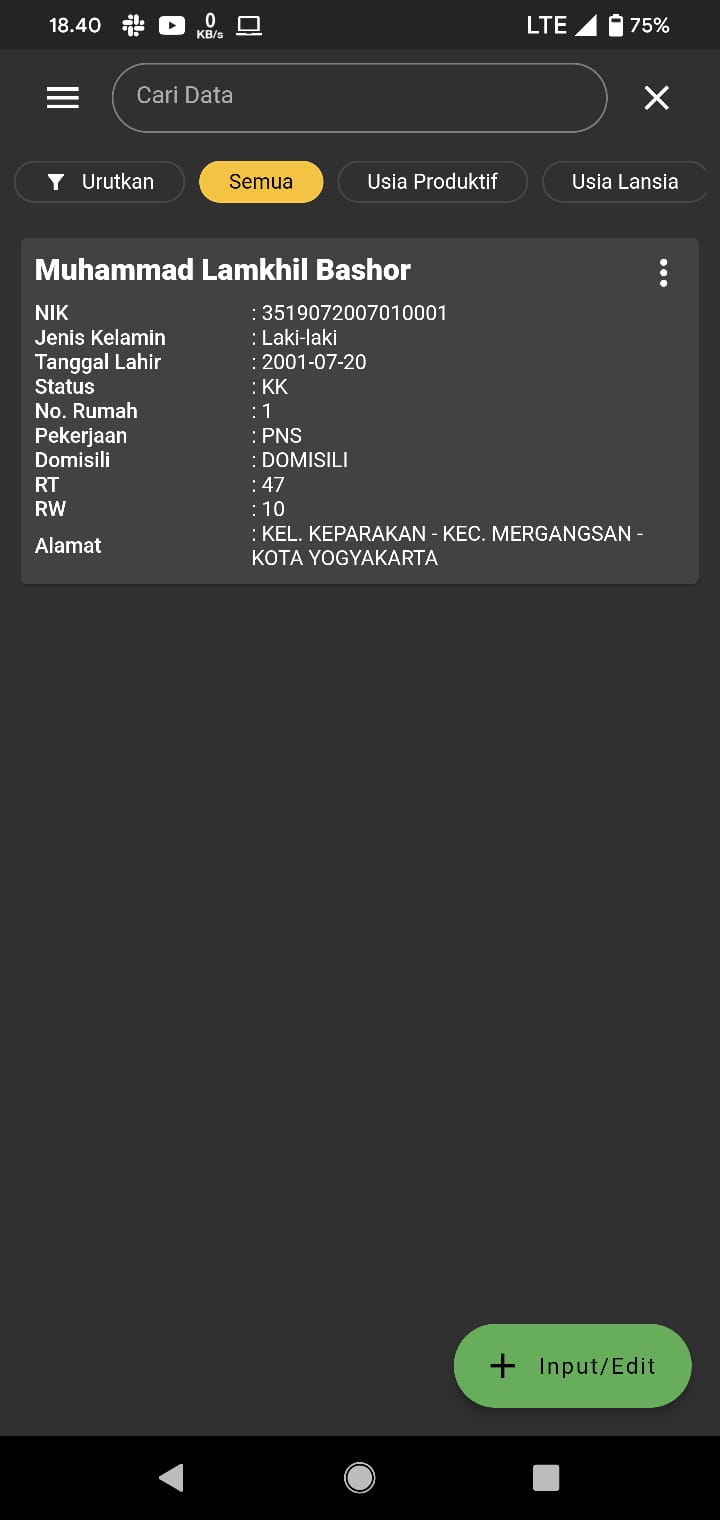 18.40 0 KB/s LTE 75%
Cari Data
Urutkan Semua Usia Produktif Usia Lansia
Muhammad Lamkhil Bashor
NIK : 3519072007010001
Jenis Kelamin : Laki-laki
Tanggal Lahir : 2001-07-20
Status : KK
No. Rumah : 1
Pekerjaan : PNS
Domisili : DOMISILI
RT : 47
RW : 10
Alamat : KEL. KEPARAKAN - KEC. MERGANGSAN -
KOTA YOGYAKARTA
Input/Edit